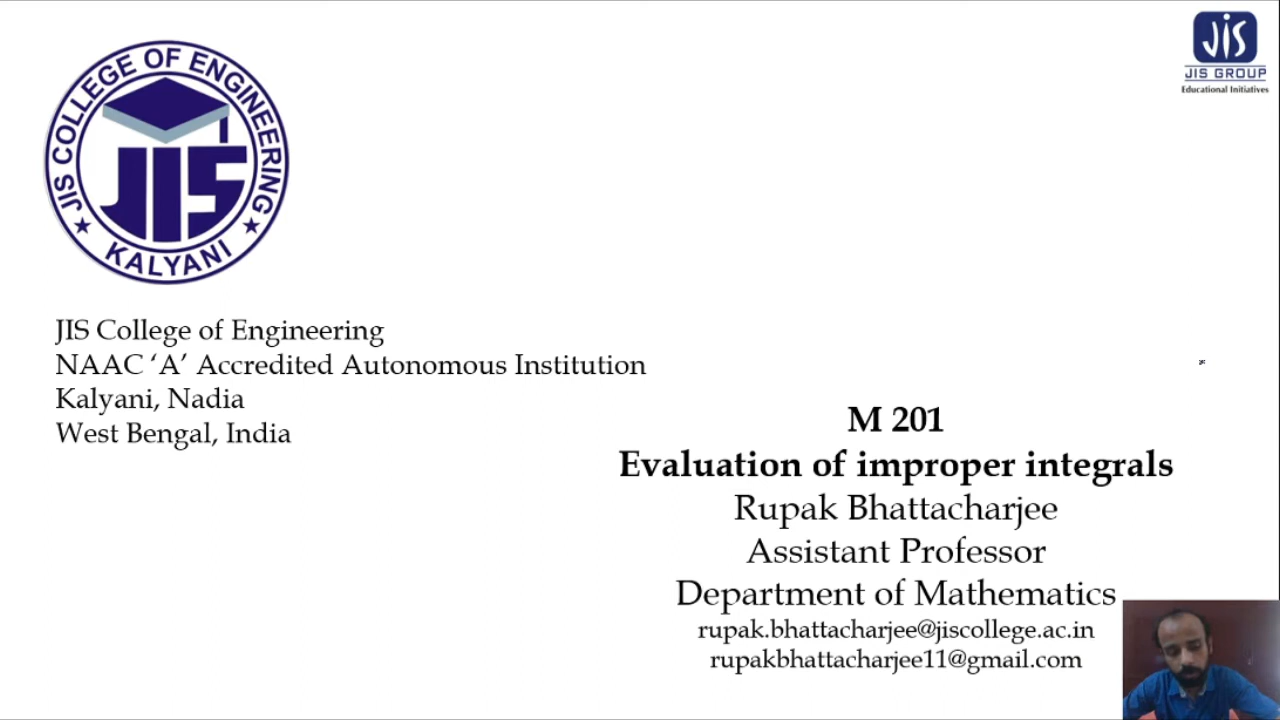 JIS COLLEGE OF ENGINEERING
JIS
KALYANI
JIS
JIS GROUP
Educational Initiatives
JIS College of Engineering
NAAC ‘A’ Accredited Autonomous Institution
Kalyani, Nadia
West Bengal, India
M 201
Evaluation of improper integrals
Rupak Bhattacharjee
Assistant Professor
Department of Mathematics
rupak.bhattacharjee@jiscollege.ac.in
rupakbhattacharjee11@gmail.com